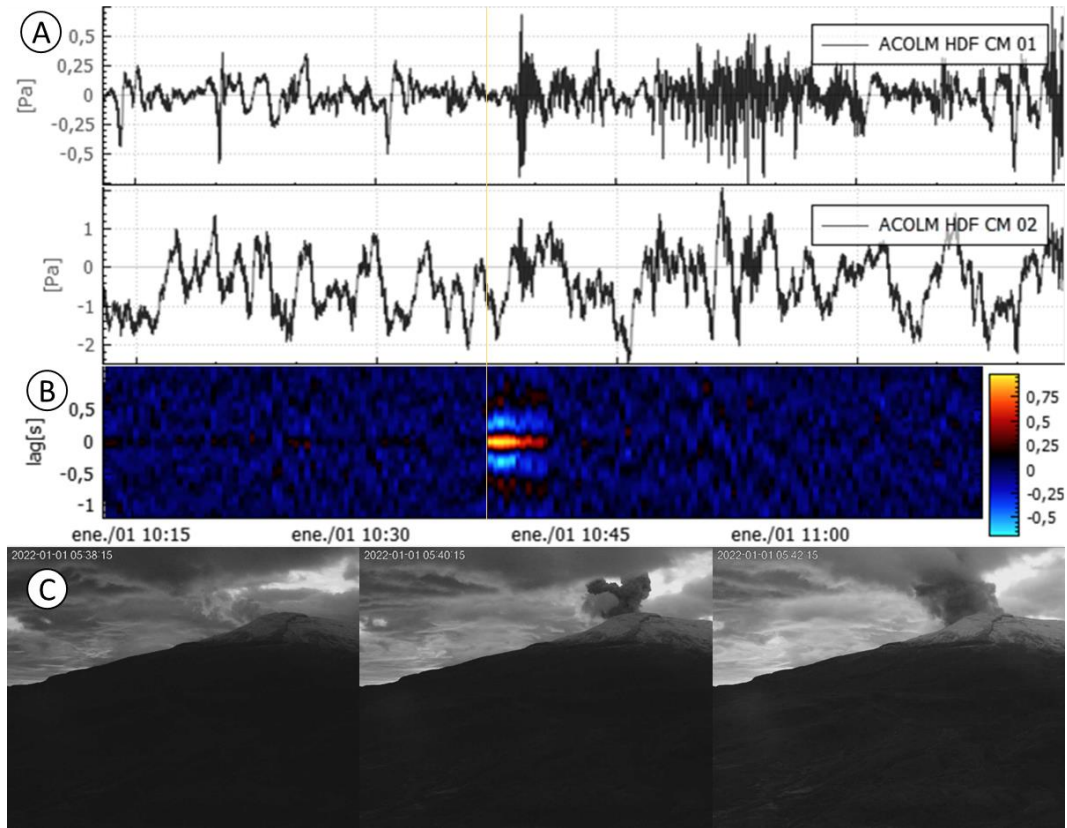 A
0,5
0,25
0
-0,25
-0,5
[Pa]
ACOLM HDF CM 01
1
0
-1
-2
[Pa]
ACOLM HDF CM 02
B
0,5
0
-0,5
-1
lag[s]
0,75
0,5
0,25
0
-0,25
-0,5
ene./01 10:15 ene./01 10:30 ene./01 10:45 ene./01 11:00
C
2022-01-01 05:38:15 2022-01-01 05:40:15 2022-01-01 05:42:15